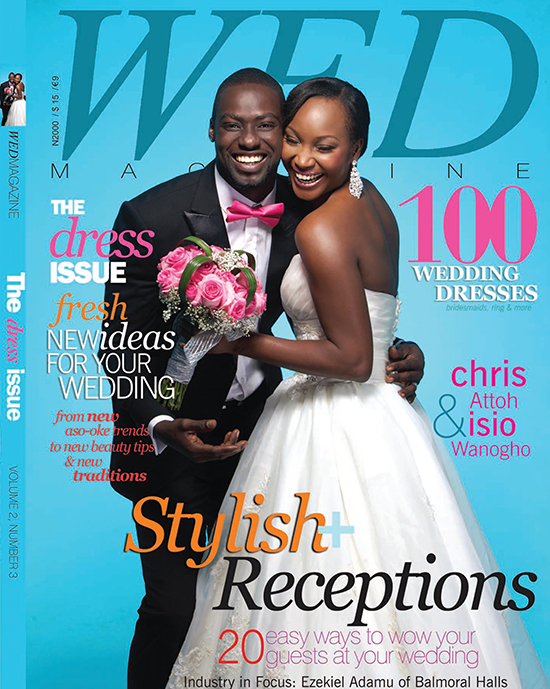 WEDMAGAZINE
The dress issue
VOLUME 2, NUMBER 3
N2000 / $ 15 / €9
WED
MAGAZINE
THE
dress
ISSUE
fresh
NEW ideas
FOR YOUR
WEDDING
from new
aso-oke trends
to new beauty tips
& new
traditions
100
WEDDING
DRESSES
bridesmaids, ring & more
chris
Attoh
& isio
Wanogho
Stylish+
Receptions
20 easy ways to wow your
guests at your wedding
Industry in Focus: Ezekiel Adamu of Balmoral Halls